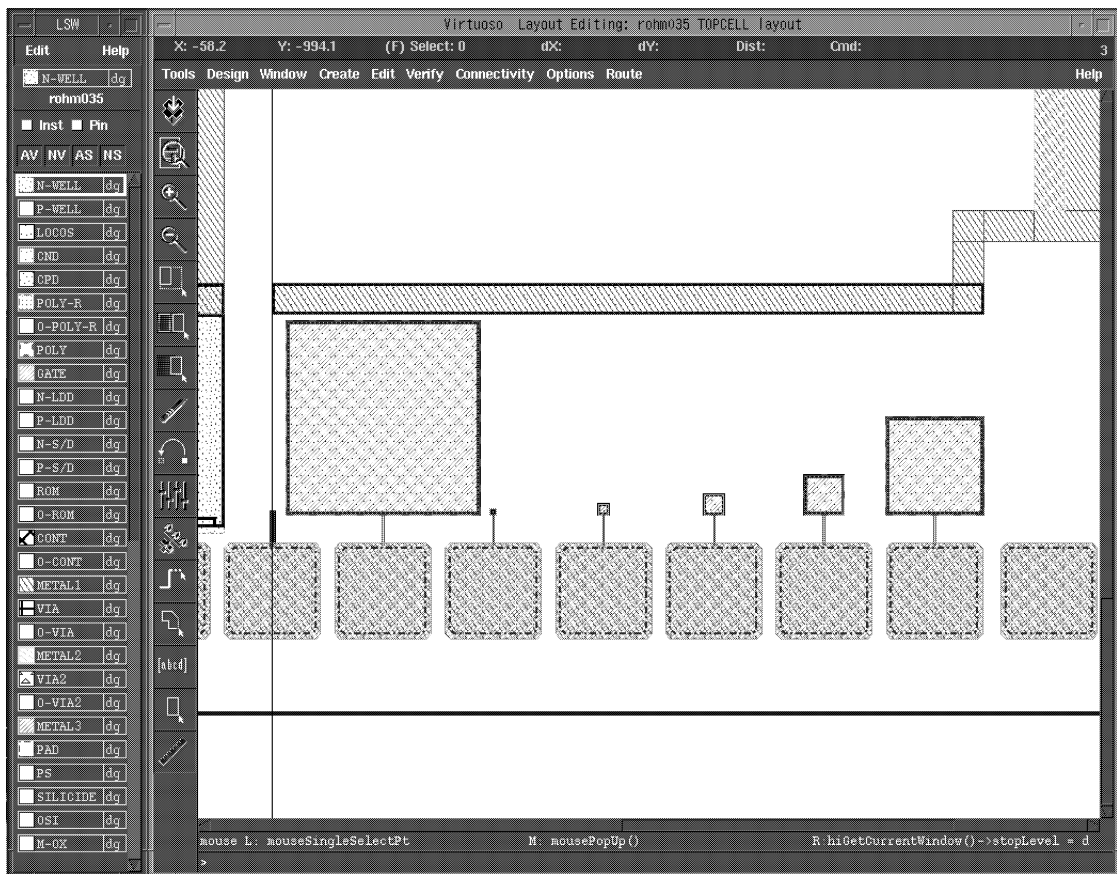 LSW
Virtuoso Layout Editing: rohm035 TOPCELL layout
Edit Help
X: -58.2 Y: -994.1 (F) Select: 0 dX: dY: Dist: Cmd:
3
N-WELL dg
rohm035
Tools Design Window Create Edit Verify Connectivity Options Route Help
Inst Pin
AV NV AS NS
N-WELL dg
P-WELL dg
LOCOS dg
CND dg
CPD dg
POLY-R dg
O-POLY-R dg
POLY dg
GATE dg
N-LDD dg
P-LDD dg
N-S/D dg
P-S/D dg
ROM dg
O-ROM dg
CONT dg
O-CONT dg
METAL1 dg
VIA dg
O-VIA dg
METAL2 dg
VIA2 dg
O-VIA2 dg
METAL3 dg
PAD dg
PS dg
SILICIDE dg
OSI dg
M-OX dg
[abcd]
mouse L: mouseSingleSelectPt M: mousePopUp() R:hiGetCurrentWindow()->stopLevel = d
>